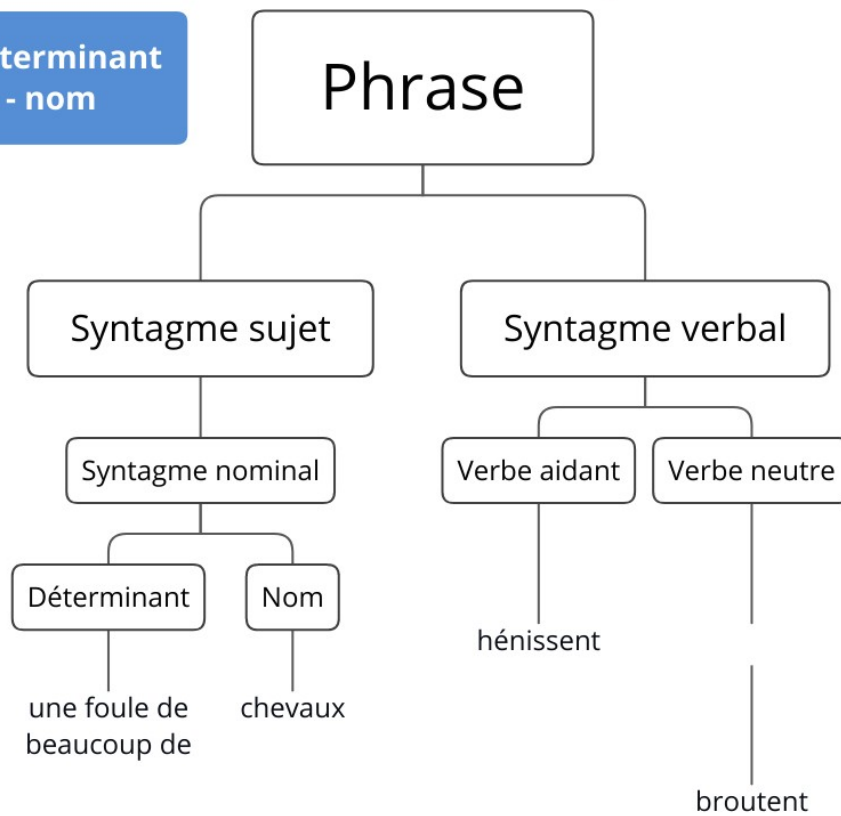 terminant
- nom
Phrase
Syntagme sujet
Syntagme verbal
Syntagme nominal
Verbe aidant
Verbe neutre
Déterminant
Nom
hénissent
une foule de
beaucoup de
chevaux
broutent